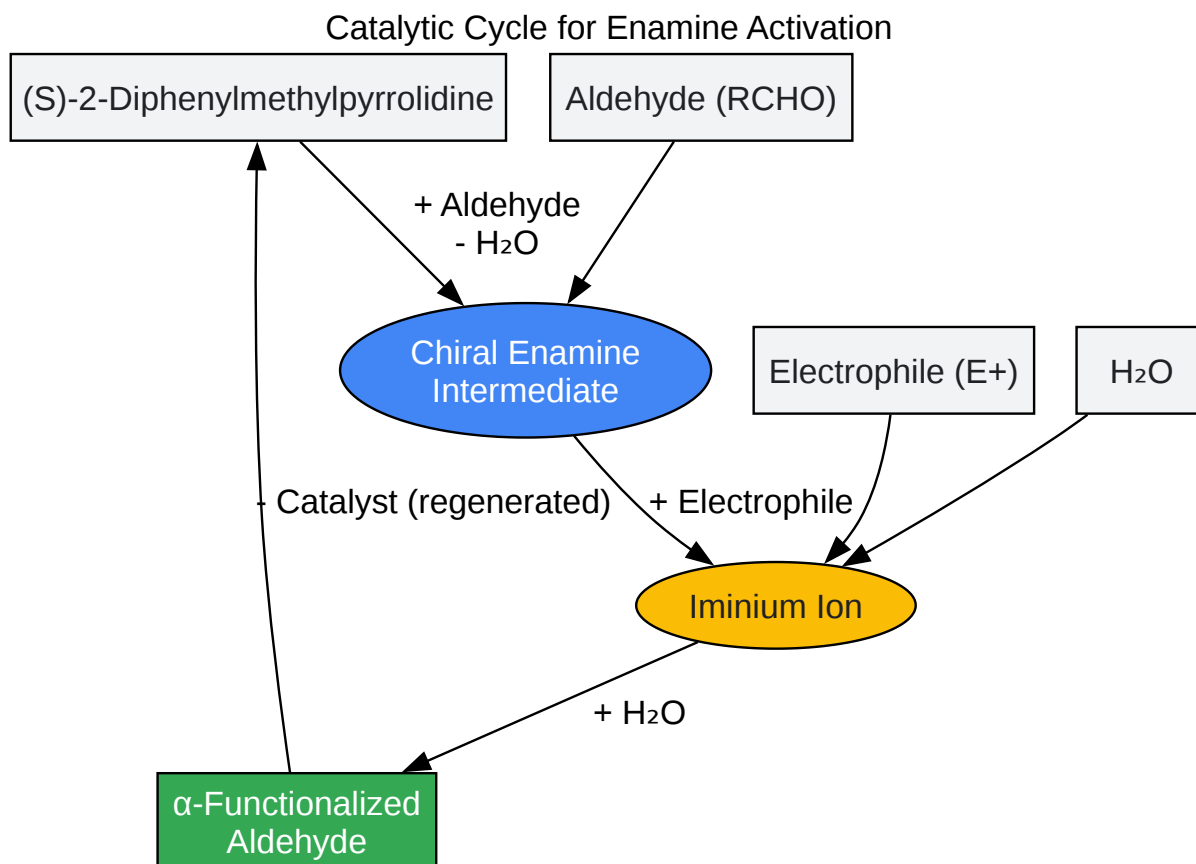 Catalytic Cycle for Enamine Activation
(S)-2-Diphenylmethylpyrrolidine
Aldehyde (RCHO)
+ Aldehyde
- H₂O
Chiral Enamine
Intermediate
Electrophile (E+)
H₂O
- Catalyst (regenerated)
+ Electrophile
Iminium Ion
+ H₂O
α-Functionalized
Aldehyde